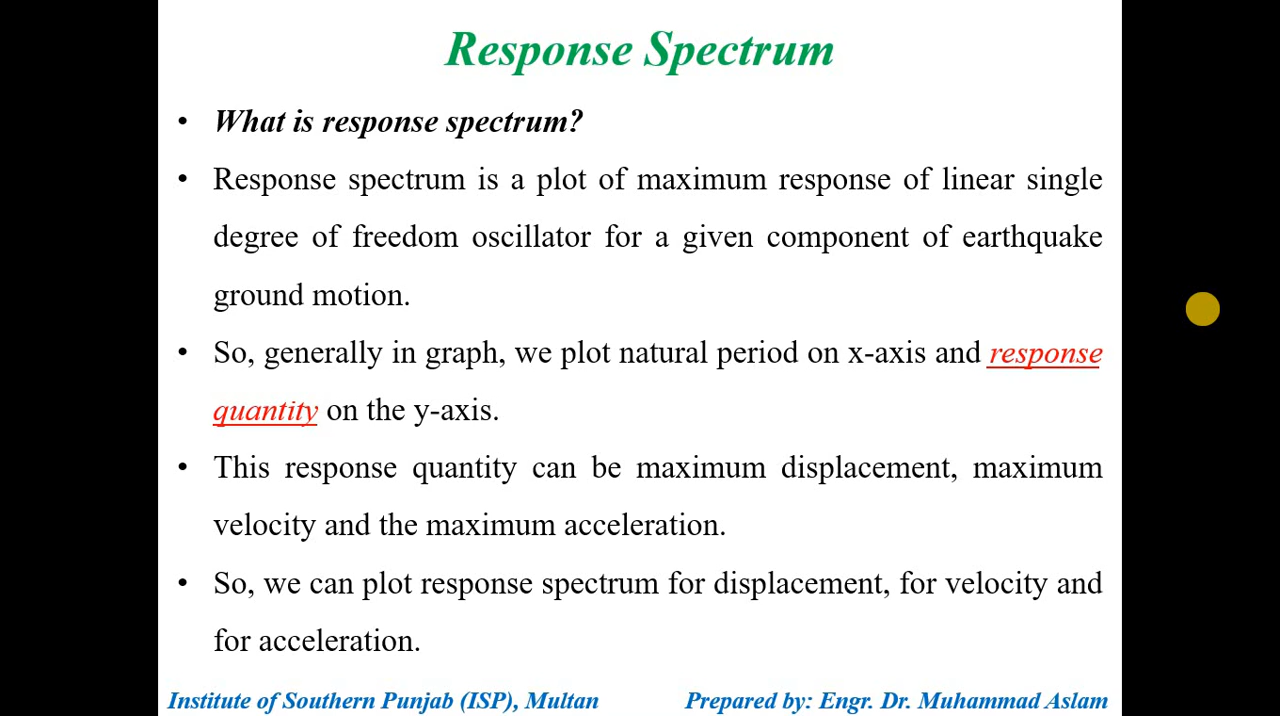 Response Spectrum
• What is response spectrum?
• Response spectrum is a plot of maximum response of linear single
degree of freedom oscillator for a given component of earthquake
ground motion.
• So, generally in graph, we plot natural period on x-axis and response
quantity on the y-axis.
• This response quantity can be maximum displacement, maximum
velocity and the maximum acceleration.
• So, we can plot response spectrum for displacement, for velocity and
for acceleration.
Institute of Southern Punjab (ISP), Multan
Prepared by: Engr. Dr. Muhammad Aslam